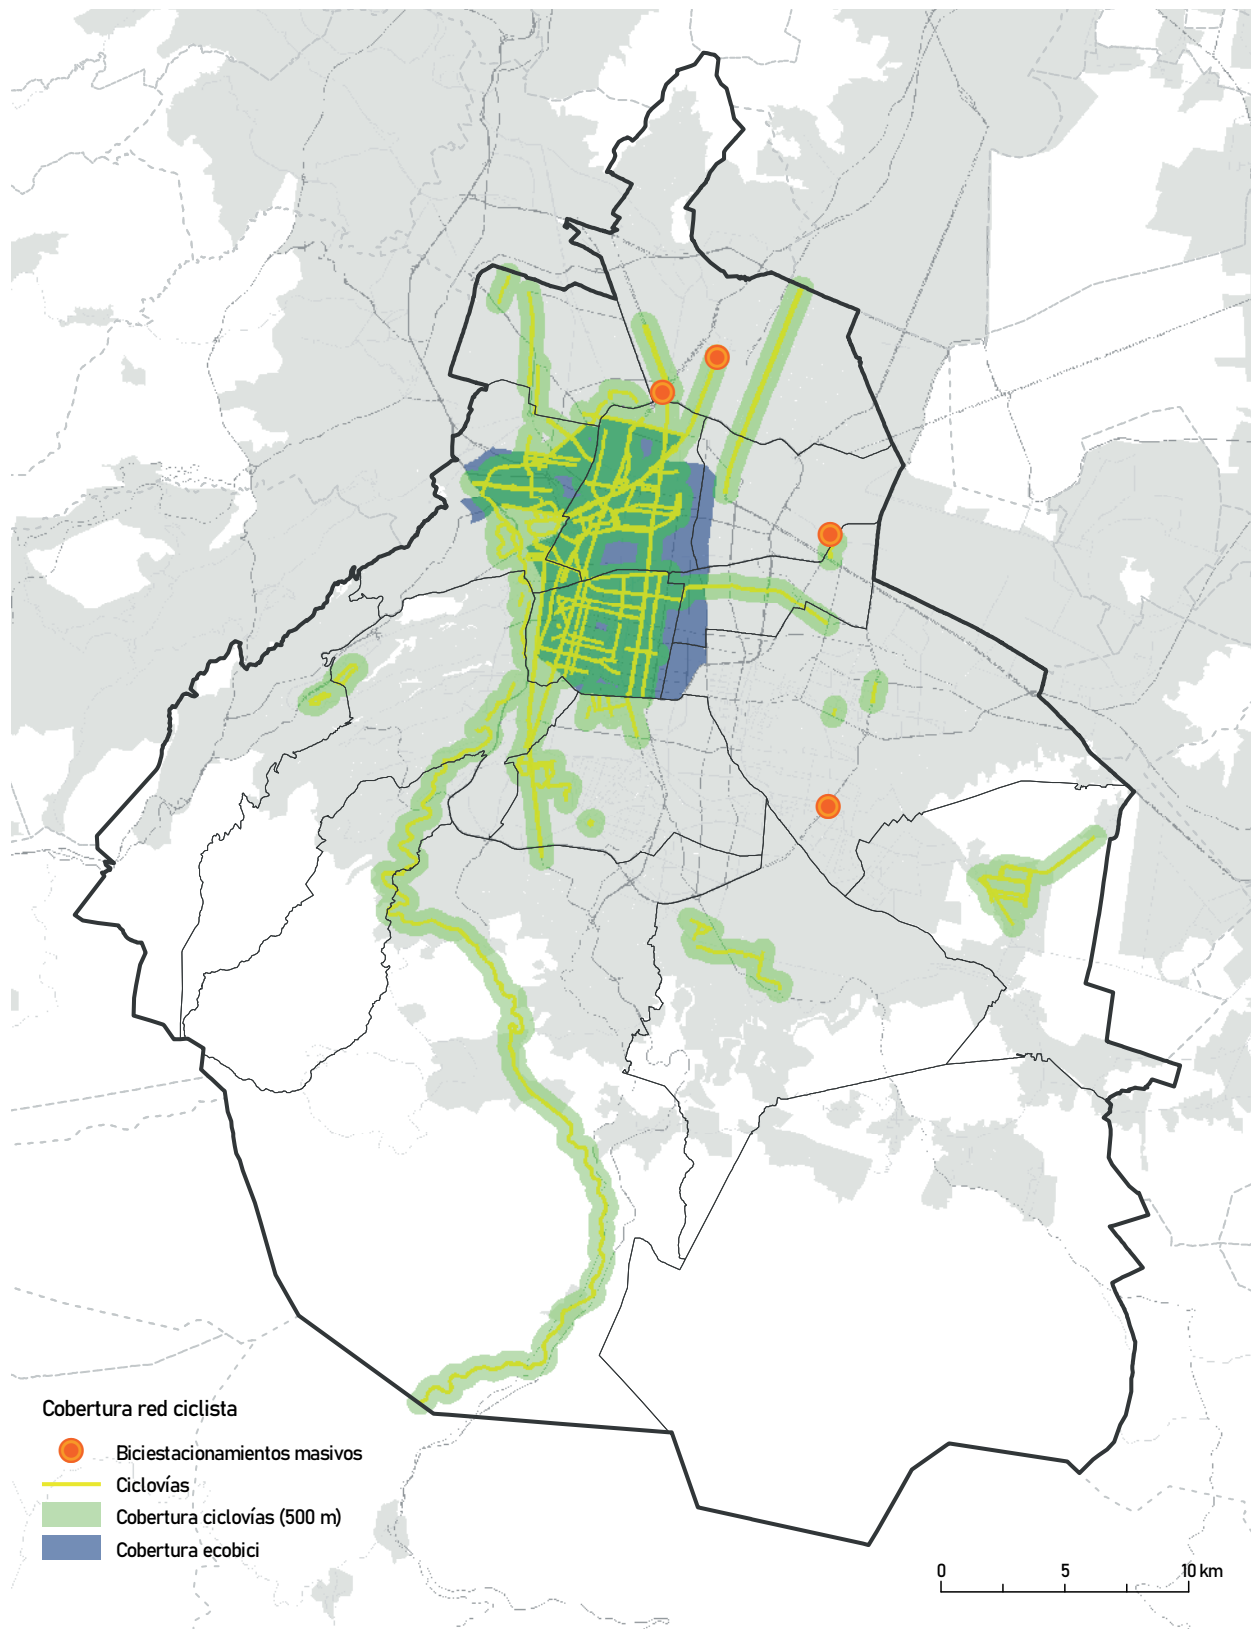 Cobertura red ciclista
Biciestacionamientos masivos
Ciclovías
Cobertura ciclovías (500 m)
Cobertura ecobici
0 5 10 km